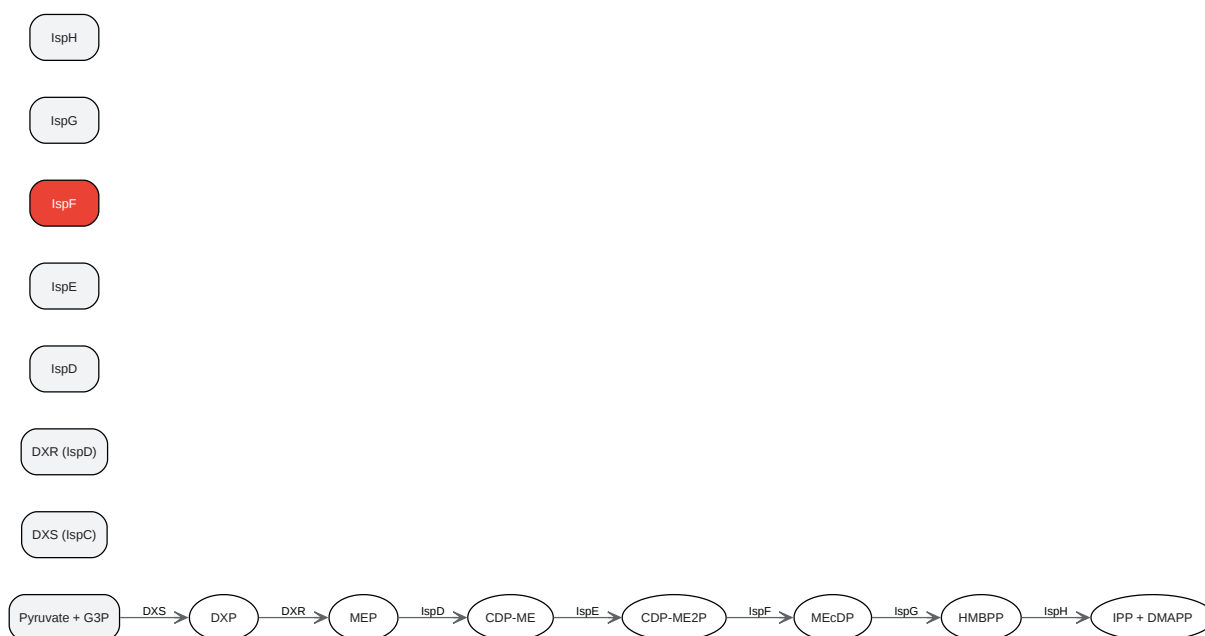 IspH
IspG
IspF
IspE
IspD
DXR (IspD)
DXS (IspC)
Pyruvate + G3P DXS DXP DXR MEP IspD CDP-ME IspE CDP-ME2P IspF MEcDP IspG HMBPP IspH IPP + DMAPP